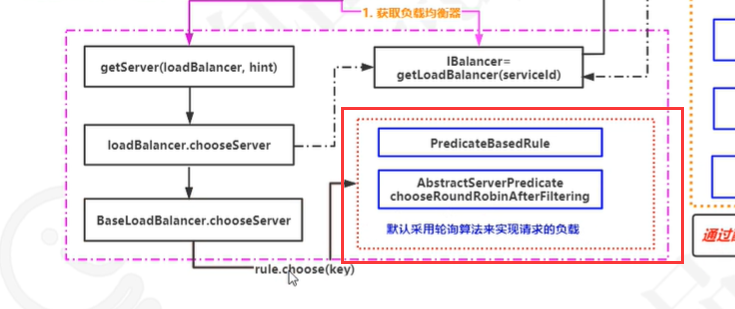 1. 获取负载均衡器
getServer(loadBalancer, hint)
IBalancer=
getLoadBalancer(serviceId)
loadBalancer.chooseServer
PredicateBasedRule
AbstractServerPredicate
chooseRoundRobinAfterFiltering
BaseLoadBalancer.chooseServer
默认采用轮询算法来实现请求的负载
通过
rule.choose(key)